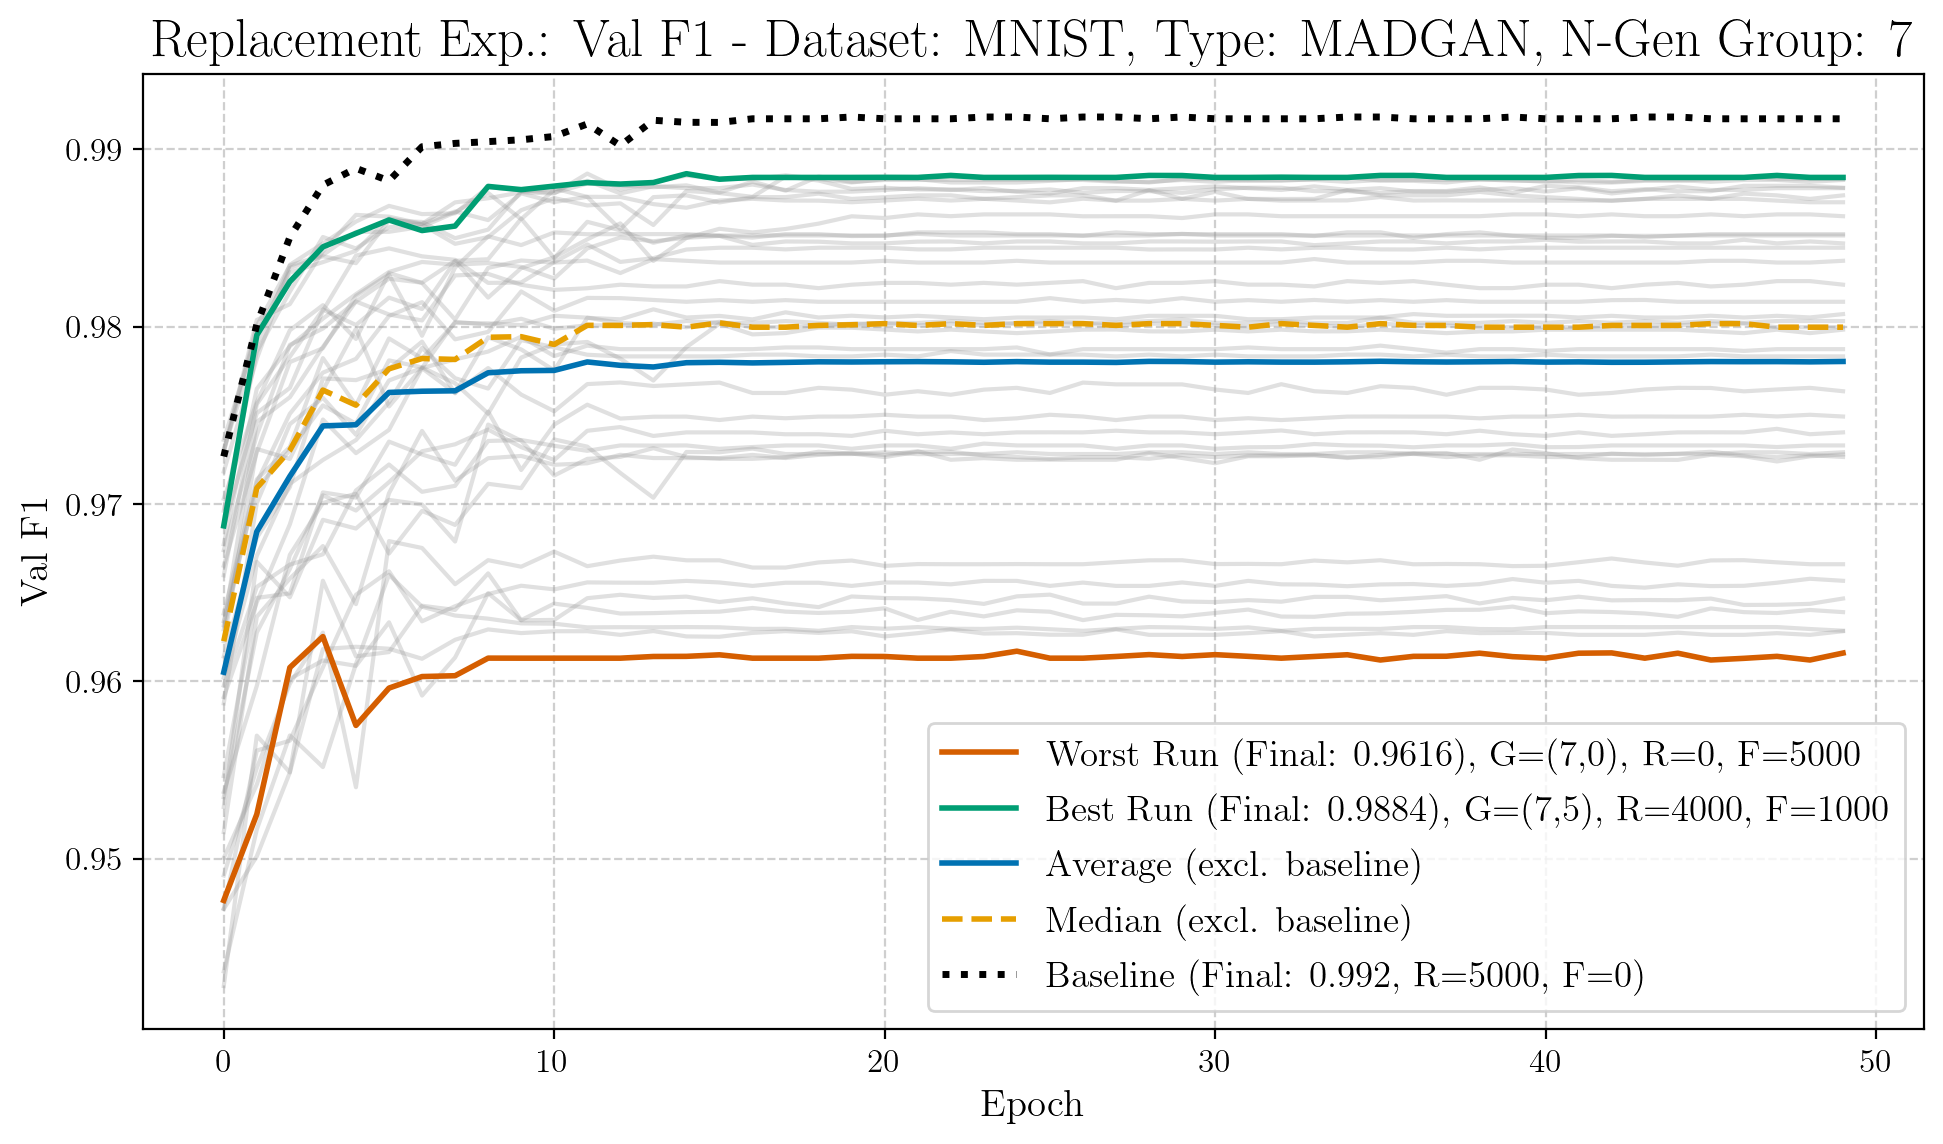 Replacement Exp.: Val F1 - Dataset: MNIST, Type: MADGAN, N-Gen Group: 7
Val F1
0.99
0.98
0.97
0.96
0.95
Worst Run (Final: 0.9616), G=(7,0), R=0, F=5000
Best Run (Final: 0.9884), G=(7,5), R=4000, F=1000
Average (excl. baseline)
Median (excl. baseline)
Baseline (Final: 0.992, R=5000, F=0)
0 10 20 30 40 50
Epoch